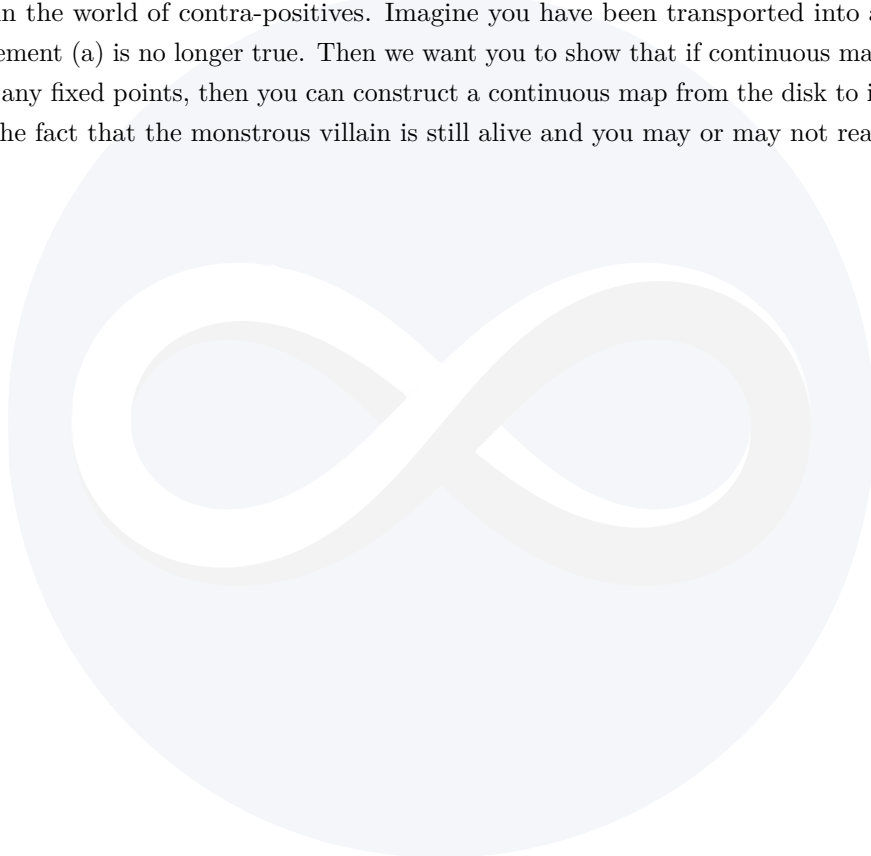 n the world of contra-positives. Imagine you have been transported into
ement (a) is no longer true. Then we want you to show that if continuous ma
any fixed points, then you can construct a continuous map from the disk to i
he fact that the monstrous villain is still alive and you may or may not rea